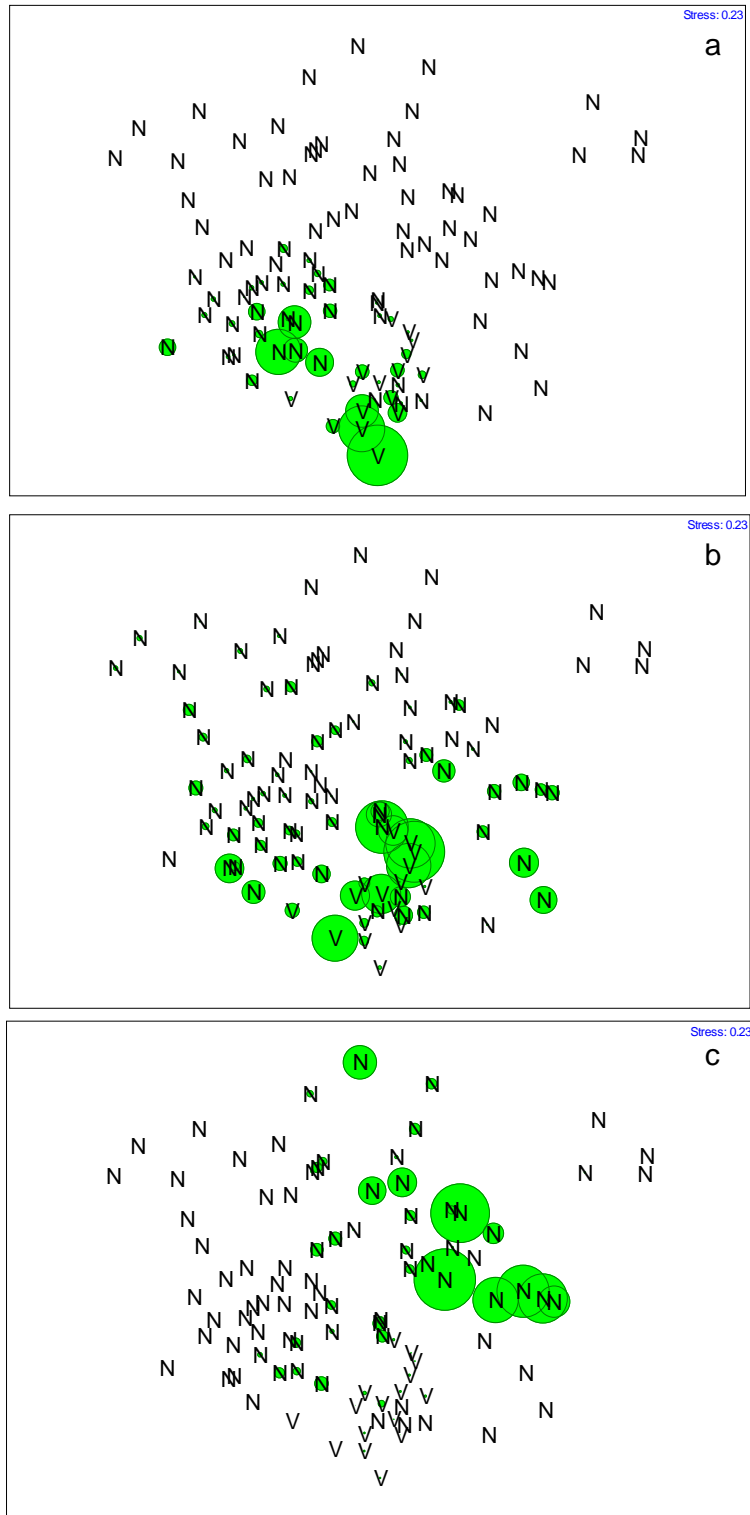 Stress: 0.23
a
N
N
N
N
N N
N N
N N N N
N N N N N N N
N N N
N N N N
N N N N N
N N N
N N N N
N N N N
N N N N N N N N N
N N N N N N
N N N N V
N N N N
N V V
N N N N N N V N
N V V V V N V N
V N V N N
V V N
V V
V
Stress: 0.23
b
N
N
N
N
N N
N N
N N N N
N N N N N N N
N N N
N N N N
N N N N N
N N N
N N N N
N N N N
N N N N N N N N N
N N N N N N
N N N N V
N N N N
N V V
N N N N N N V N
N V V V V N V N
V N V N N
V V N
V V
V
Stress: 0.23
c
N
N
N
N
N N
N N
N N N N
N N N N N N N
N N N
N N N N
N N N N N
N N N
N N N N
N N N N
N N N N N N N N N
N N N N N N
N N N N V
N N N N
N V V
N N N N N N V N
N V V V V N V N
V N V N N
V V N
V V
V